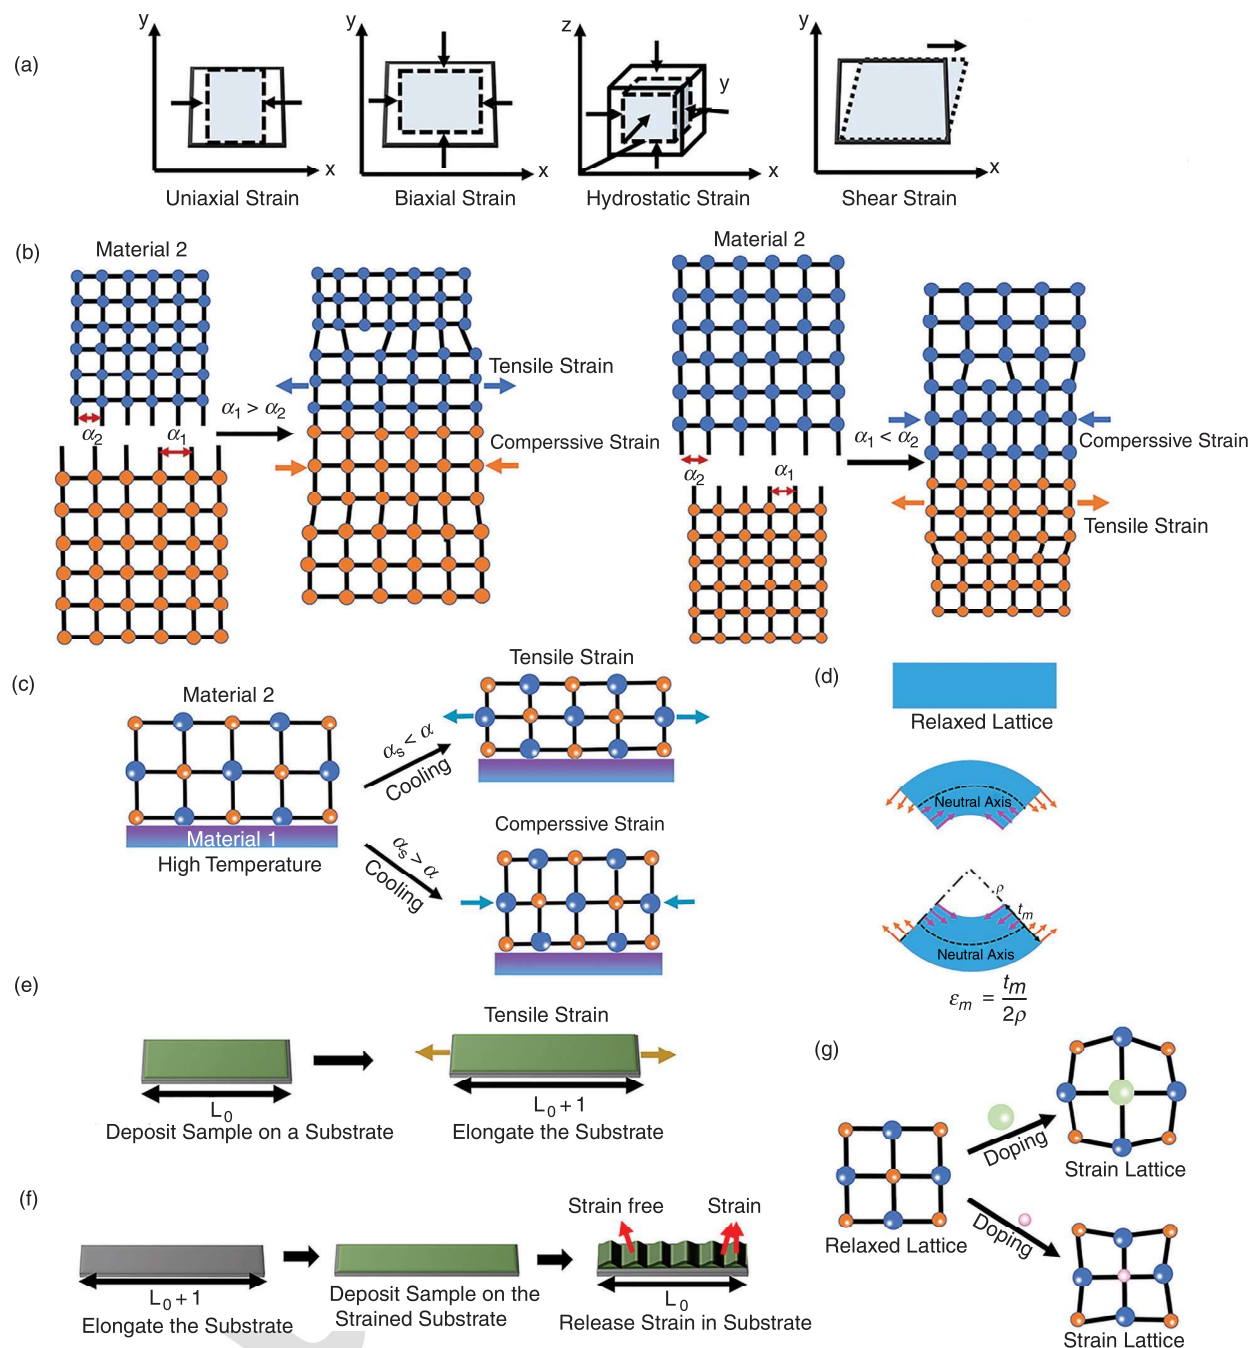 (a)
y
x
Uniaxial Strain
y
x
Biaxial Strain
z
y
x
Hydrostatic Strain
y
x
Shear Strain
(b)
Material 2
α2
α1
α1 > α2
Tensile Strain
Comperssive Strain
Material 2
α2
α1
α1 < α2
Comperssive Strain
Tensile Strain
(c)
Material 2
Material 1
High Temperature
αs < α
Cooling
Tensile Strain
αs > α
Cooling
Comperssive Strain
(d)
Relaxed Lattice
Neutral Axis
ρ
tm
Neutral Axis
εm = tm/2ρ
(e)
L0
Deposit Sample on a Substrate
Tensile Strain
L0 + 1
Elongate the Substrate
(f)
L0 + 1
Elongate the Substrate
Deposit Sample on the
Strained Substrate
Strain free
Strain
L0
Release Strain in Substrate
(g)
Relaxed Lattice
Doping
Strain Lattice
Doping
Strain Lattice